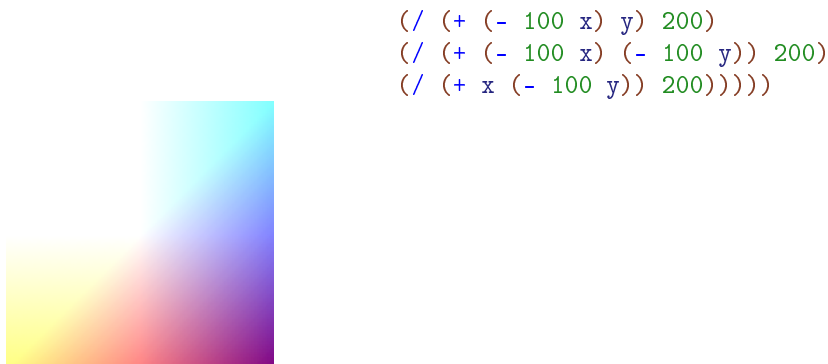 (/ (+ (- 100 x) y) 200)
(/ (+ (- 100 x) (- 100 y)) 200)
(/ (+ x (- 100 y)) 200)))))